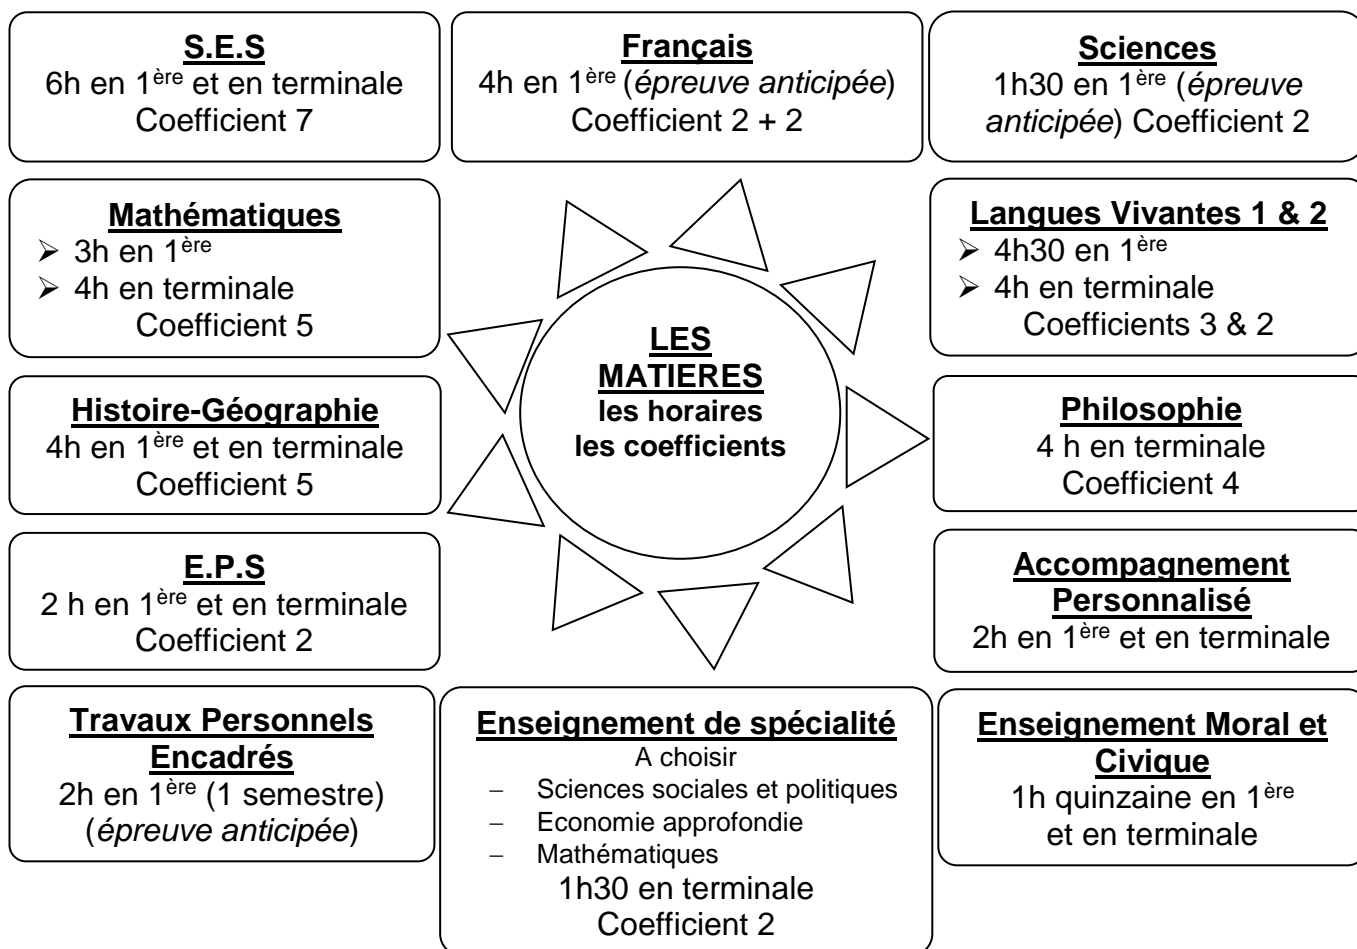 S.E.S
6h en 1ère et en terminale
Coefficient 7
Français
4h en 1ère (épreuve anticipée)
Coefficient 2 + 2
Sciences
1h30 en 1ère (épreuve
anticipée) Coefficient 2
Mathématiques
➢ 3h en 1ère
➢ 4h en terminale
Coefficient 5
Langues Vivantes 1 & 2
➢ 4h30 en 1ère
➢ 4h en terminale
Coefficients 3 & 2
LES
MATIERES
les horaires
les coefficients
Histoire-Géographie
4h en 1ère et en terminale
Coefficient 5
Philosophie
4 h en terminale
Coefficient 4
E.P.S
2 h en 1ère et en terminale
Coefficient 2
Accompagnement
Personnalisé
2h en 1ère et en terminale
Travaux Personnels
Encadrés
2h en 1ère (1 semestre)
(épreuve anticipée)
Enseignement de spécialité
A choisir
– Sciences sociales et politiques
– Economie approfondie
– Mathématiques
1h30 en terminale
Coefficient 2
Enseignement Moral et
Civique
1h quinzaine en 1ère
et en terminale